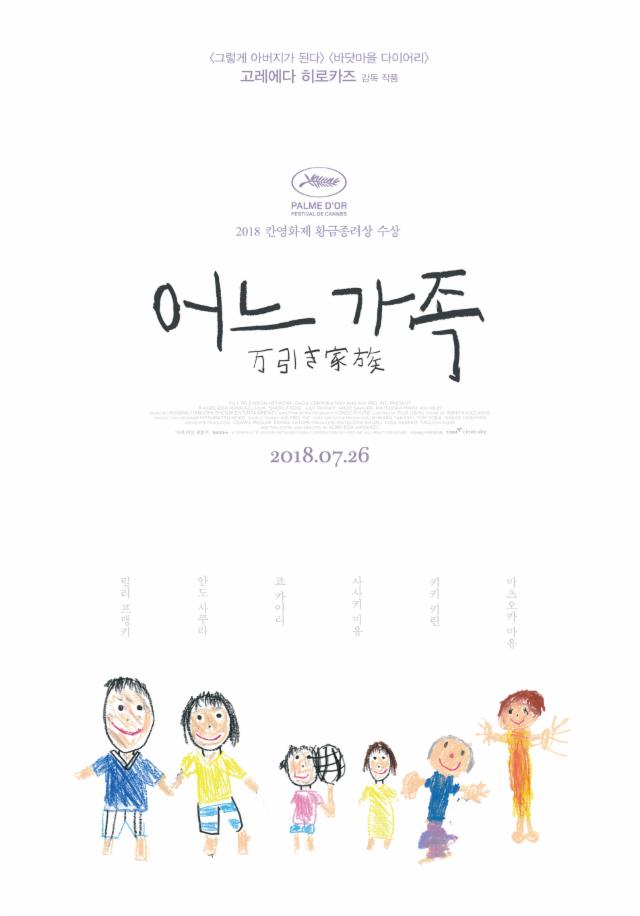 <그렇게 아버지가 된다> <바닷마을 다이어리>
고레에다 히로카즈 감독 작품
PALME D'OR
FESTIVAL DE CANNES
2018 칸영화제 황금종려상 수상
어느 가족
万引き家族
2018.07.26
릴리 프랭키
안도 사쿠라
죠 카이리
사사키 미유
키키 키린
마츠오카 마유